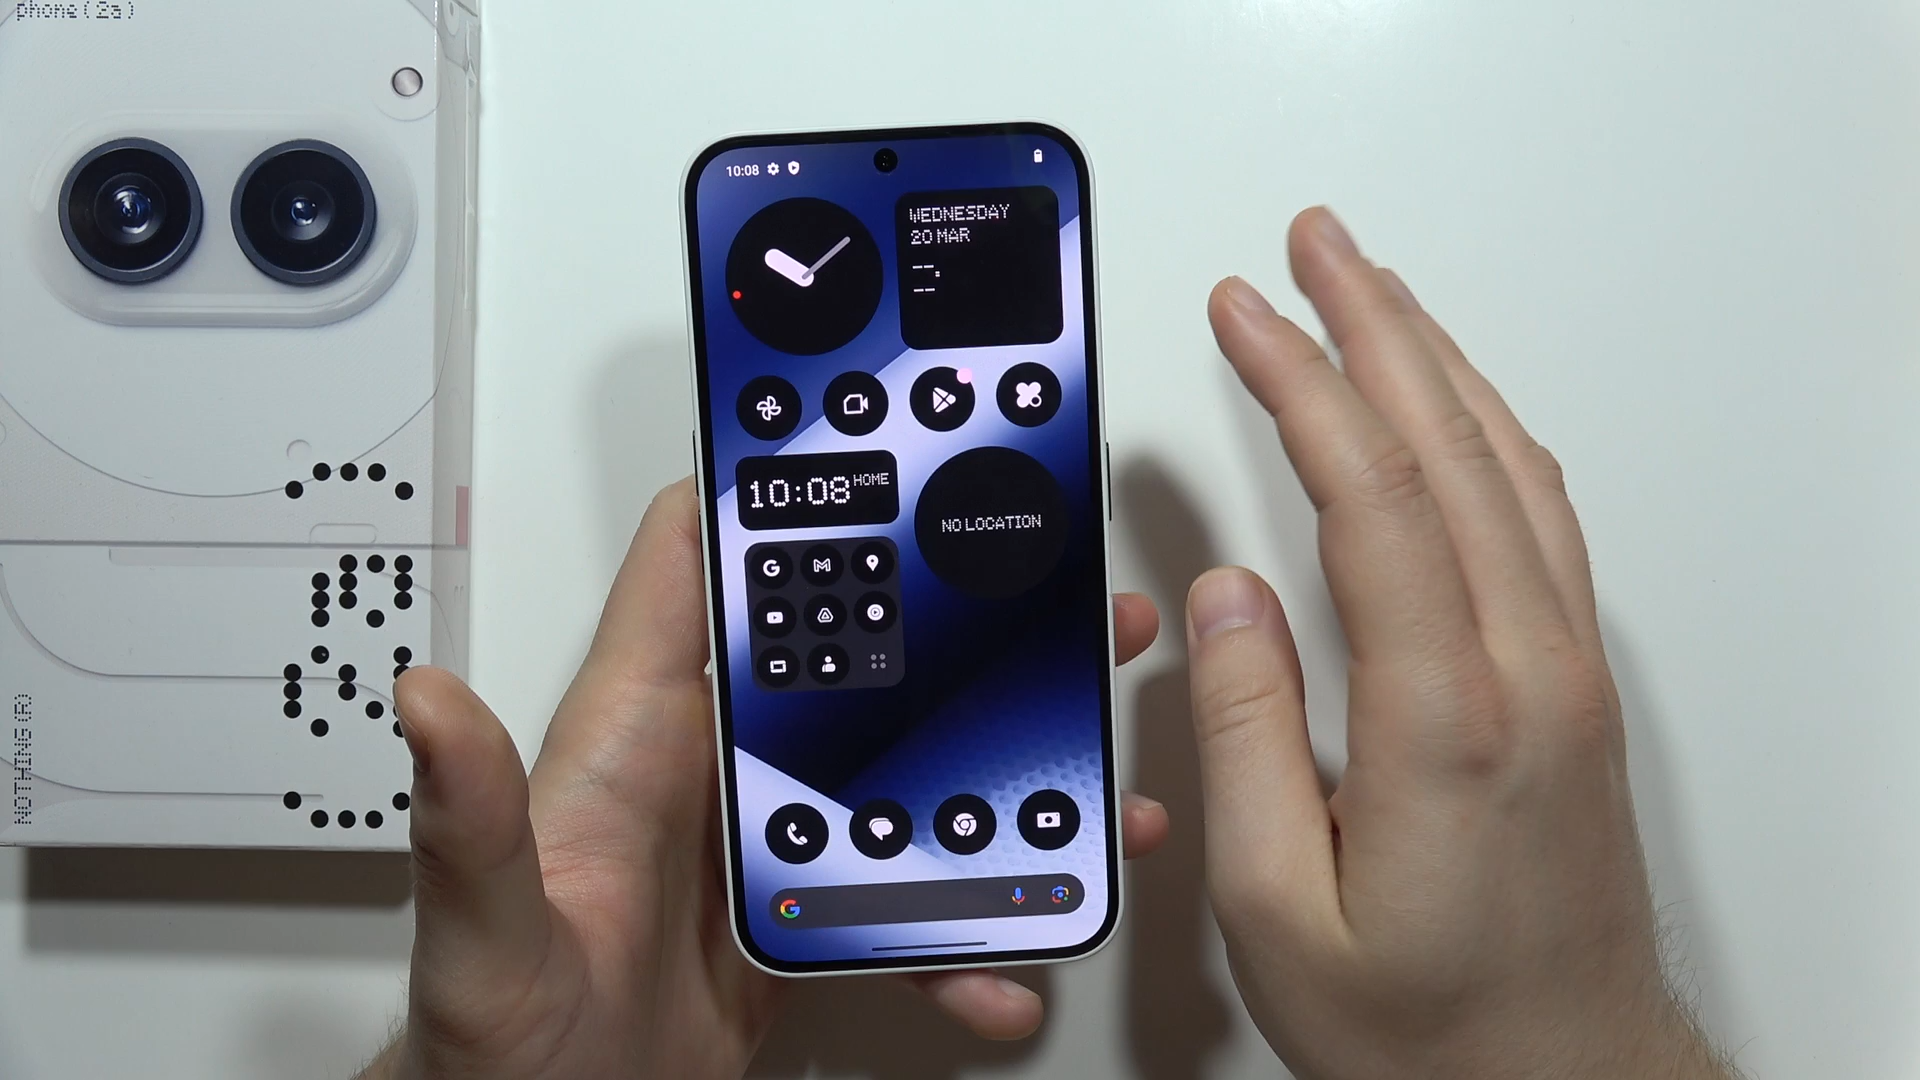 phone (2a)
NOTHING (R)
10:08
WEDNESDAY
20 MAR
--:
--
10:08 HOME
NO LOCATION